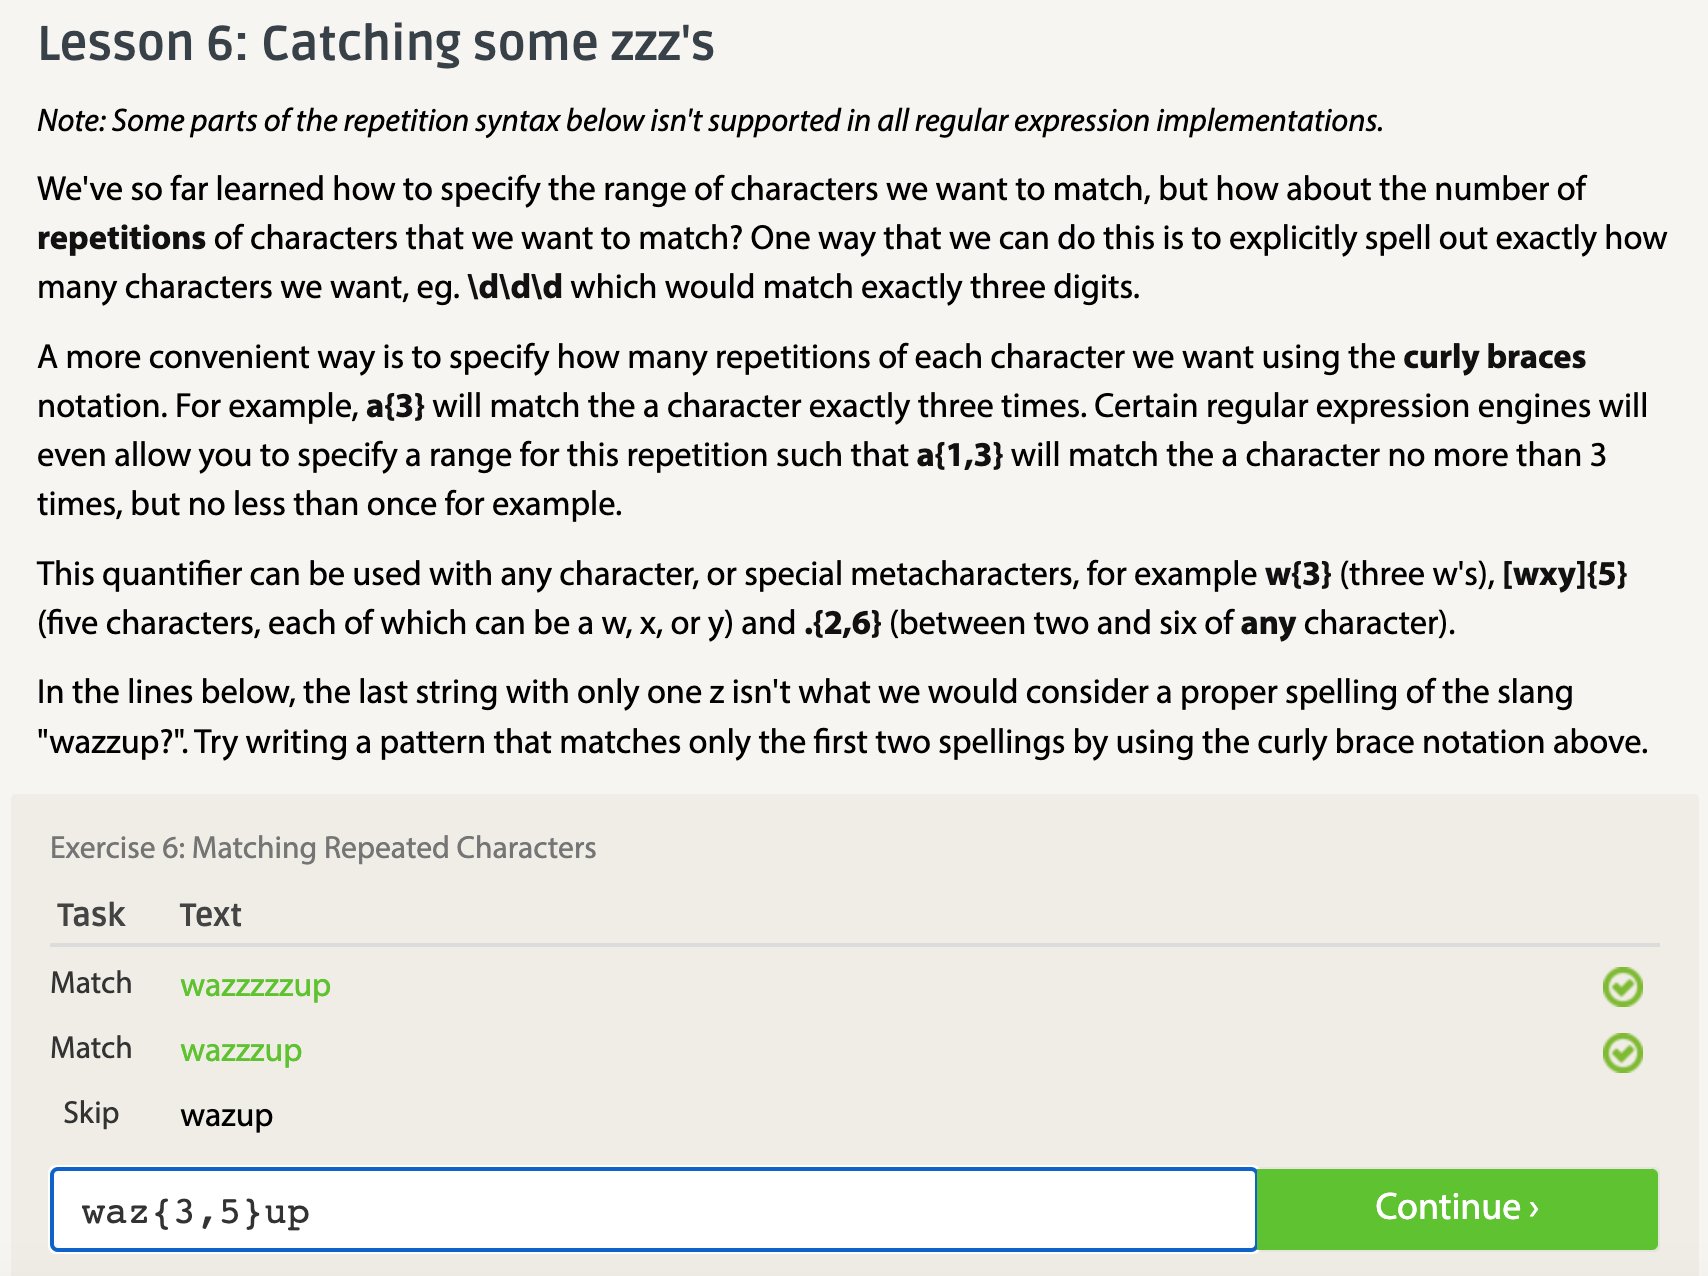 Lesson 6: Catching some zzz's
Note: Some parts of the repetition syntax below isn't supported in all regular expression implementations.
We've so far learned how to specify the range of characters we want to match, but how about the number of
repetitions of characters that we want to match? One way that we can do this is to explicitly spell out exactly how
many characters we want, eg. \d\d\d which would match exactly three digits.
A more convenient way is to specify how many repetitions of each character we want using the curly braces
notation. For example, a{3} will match the a character exactly three times. Certain regular expression engines will
even allow you to specify a range for this repetition such that a{1,3} will match the a character no more than 3
times, but no less than once for example.
This quantifier can be used with any character, or special metacharacters, for example w{3} (three w's), [wxy]{5}
(five characters, each of which can be a w, x, or y) and .{2,6} (between two and six of any character).
In the lines below, the last string with only one z isn't what we would consider a proper spelling of the slang
"wazzup?". Try writing a pattern that matches only the first two spellings by using the curly brace notation above.
Exercise 6: Matching Repeated Characters
Task Text
Match wazzzzzup
Match wazzzup
Skip wazup
waz{3,5}up Continue ›